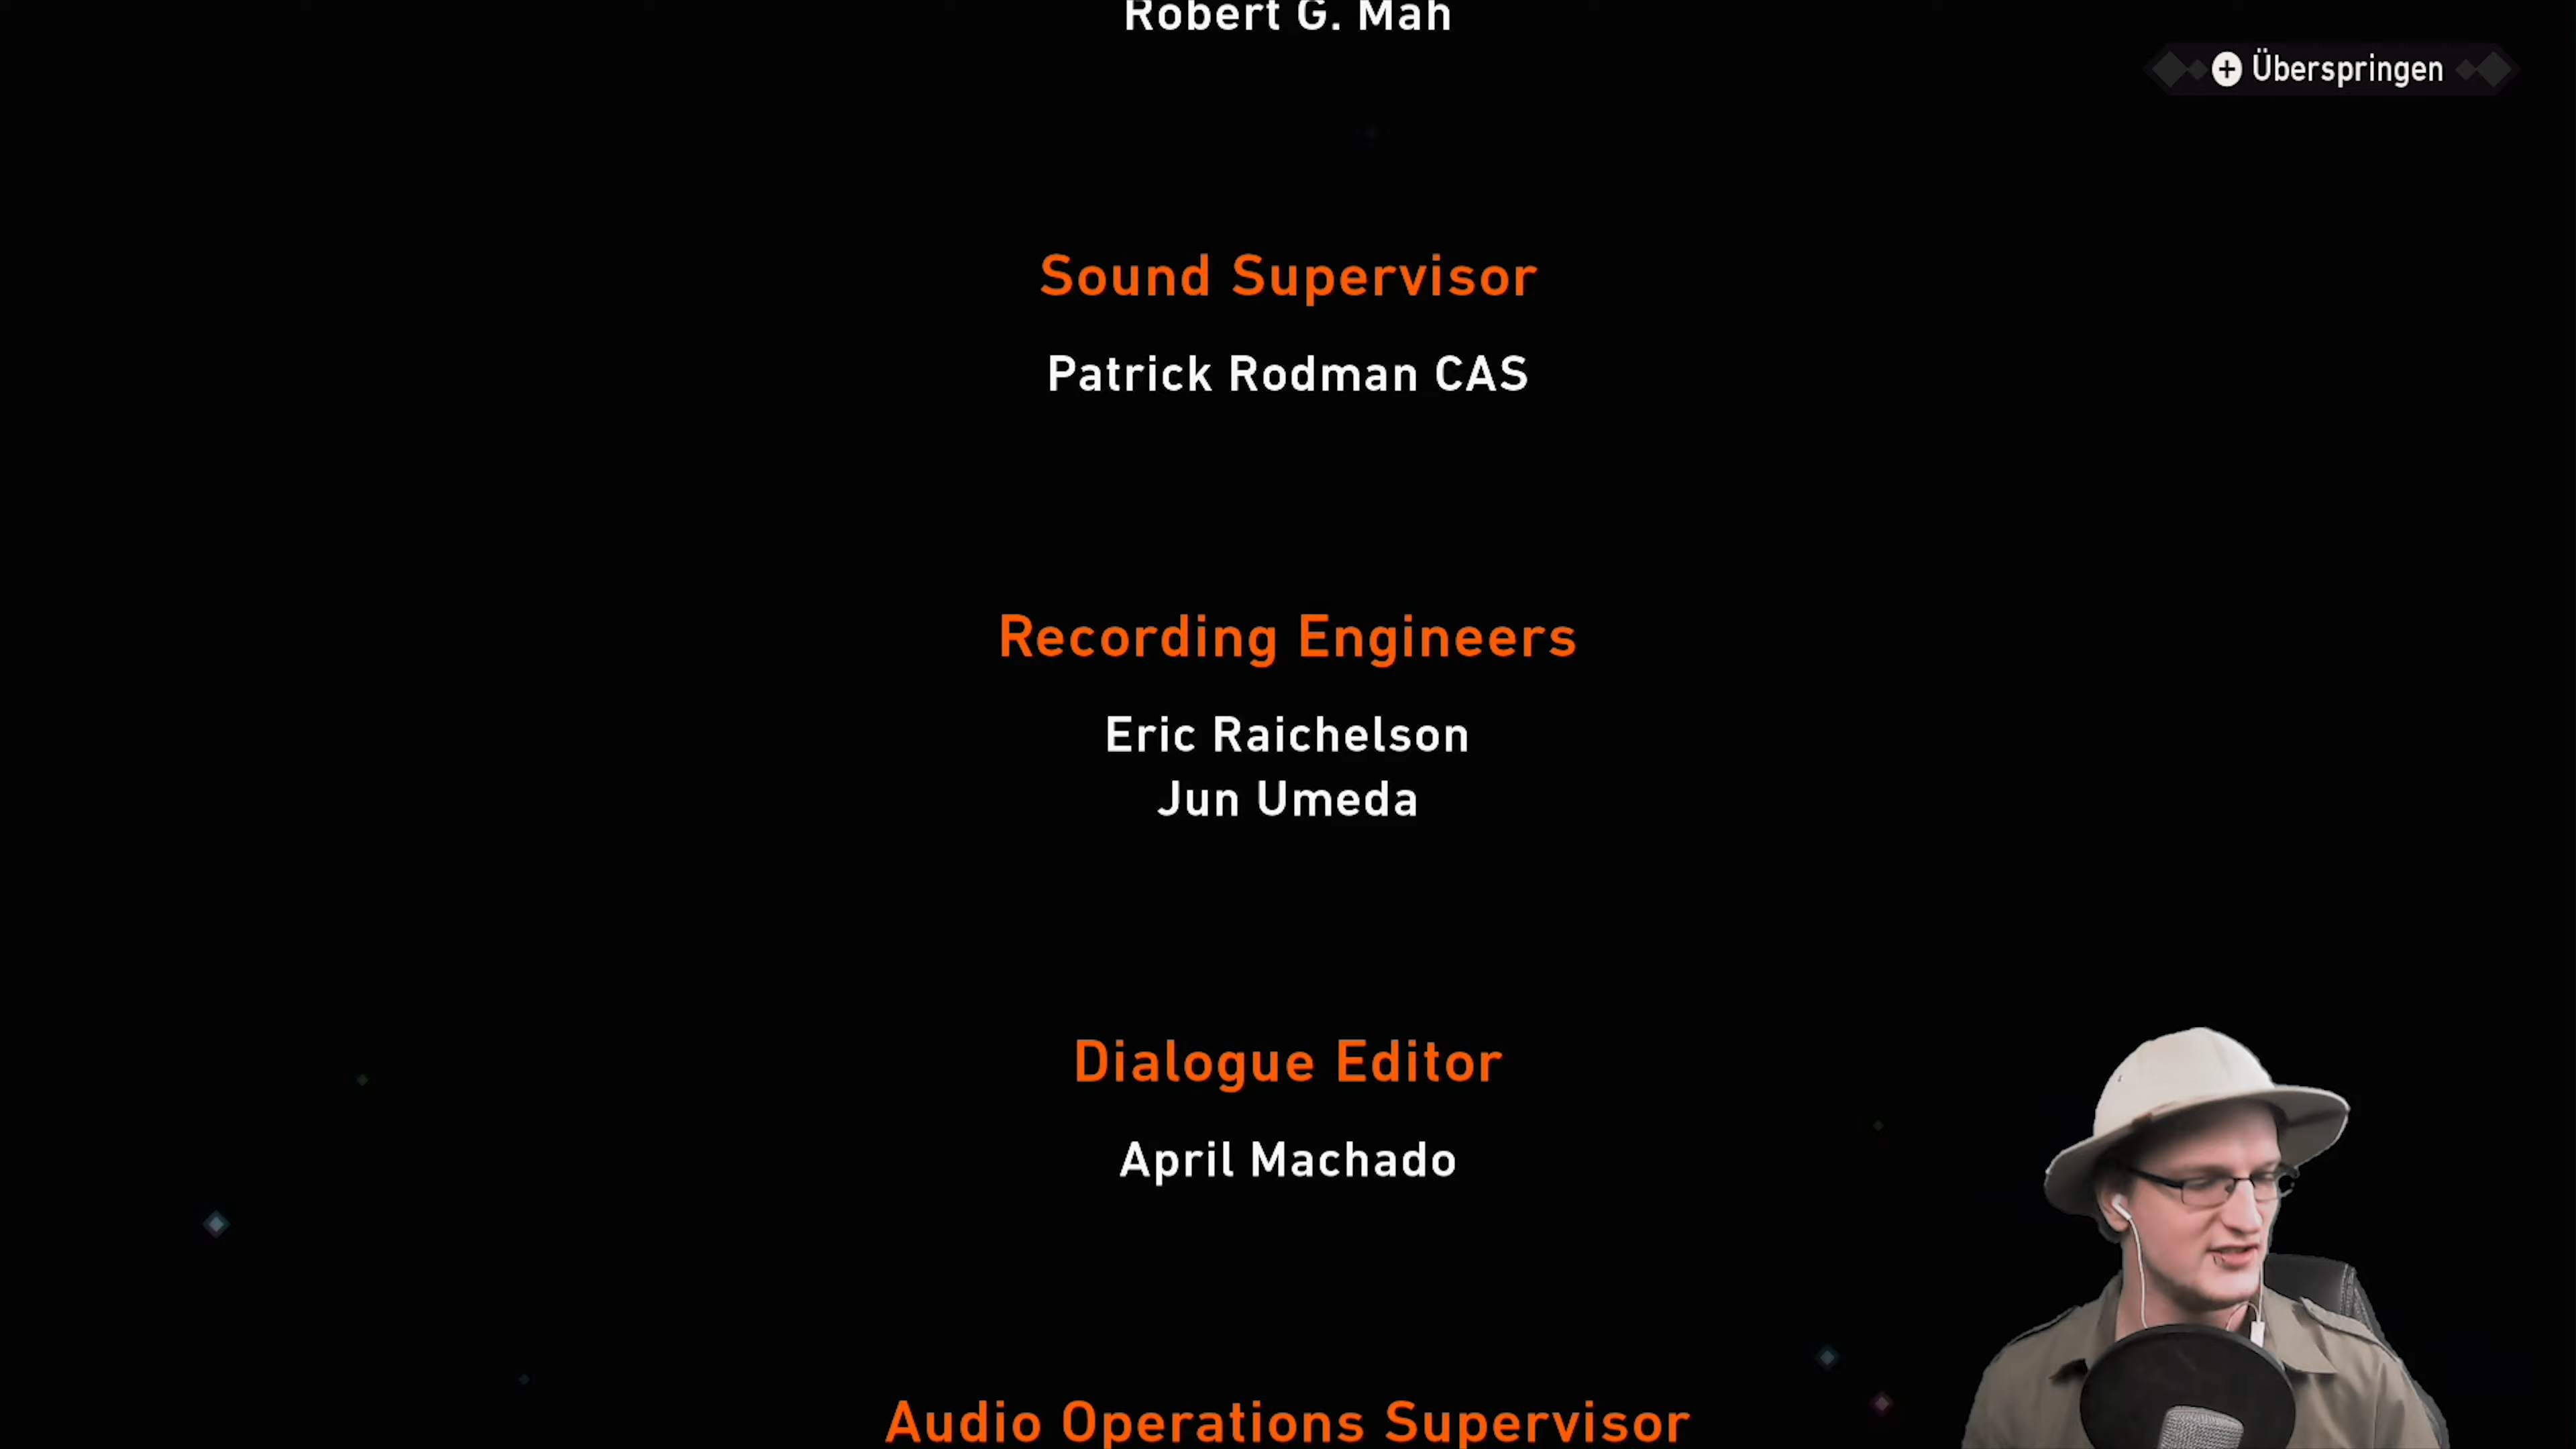 Robert G. Mah
Überspringen
Sound Supervisor
Patrick Rodman CAS
Recording Engineers
Eric Raichelson
Jun Umeda
Dialogue Editor
April Machado
Audio Operations Supervisor